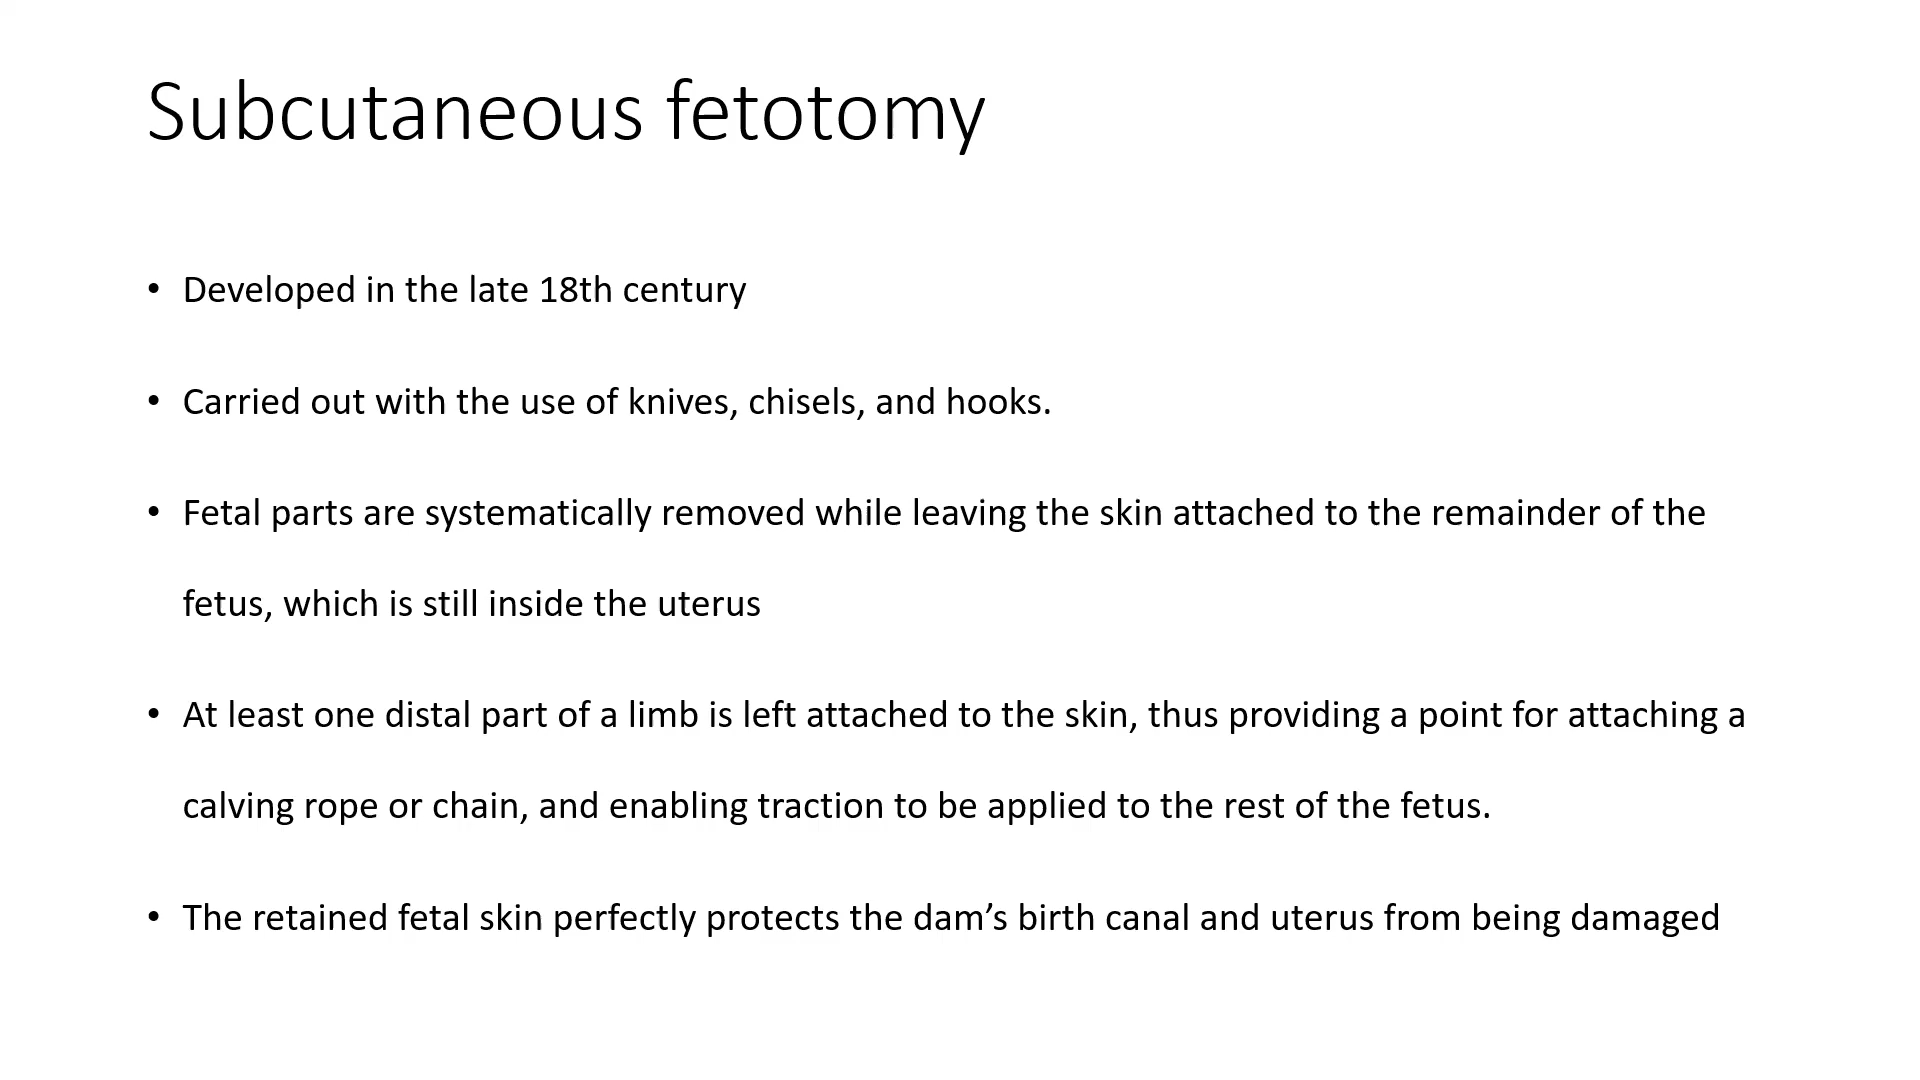 Subcutaneous fetotomy
• Developed in the late 18th century
• Carried out with the use of knives, chisels, and hooks.
• Fetal parts are systematically removed while leaving the skin attached to the remainder of the
fetus, which is still inside the uterus
• At least one distal part of a limb is left attached to the skin, thus providing a point for attaching a
calving rope or chain, and enabling traction to be applied to the rest of the fetus.
• The retained fetal skin perfectly protects the dam’s birth canal and uterus from being damaged